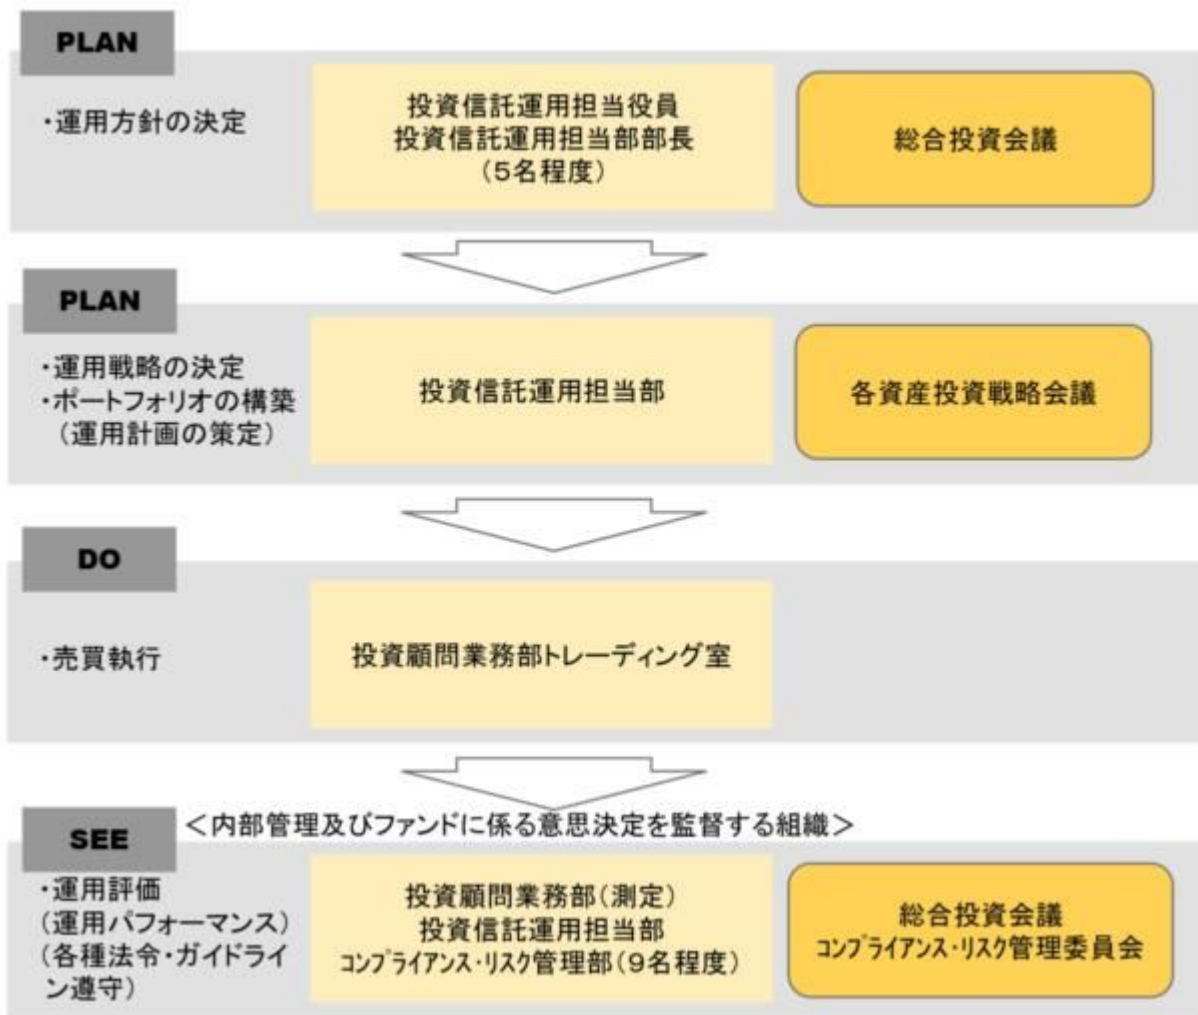 PLAN
・運用方針の決定
投資信託運用担当役員
投資信託運用担当部部長
(5名程度)
総合投資会議
PLAN
・運用戦略の決定
・ポートフォリオの構築
(運用計画の策定)
投資信託運用担当部
各資産投資戦略会議
DO
・売買執行
投資顧問業務部トレーディング室
SEE
＜内部管理及びファンドに係る意思決定を監督する組織＞
・運用評価
(運用パフォーマンス)
(各種法令・ガイドライ
ン遵守)
投資顧問業務部(測定)
投資信託運用担当部
コンプライアンス・リスク管理部(9名程度)
総合投資会議
コンプライアンス・リスク管理委員会